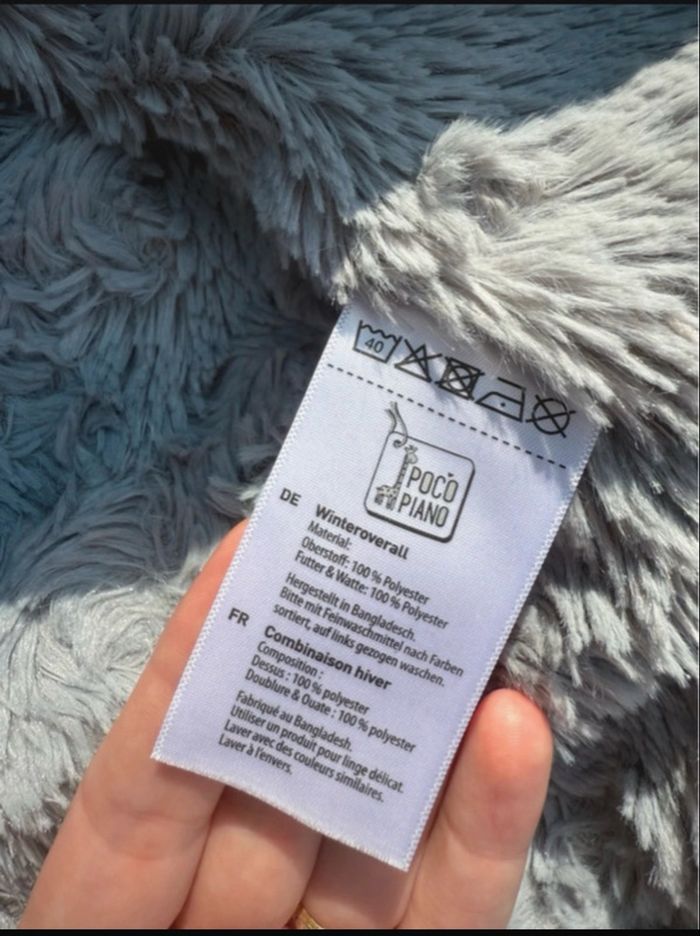 40
POCO
PIANO
DE Winteroverall
Material:
Oberstoff: 100 % Polyester
Futter & Watte: 100 % Polyester
Hergestellt in Bangladesch.
Bitte mit Feinwaschmittel nach Farben
sortiert, auf links gezogen waschen.
FR Combinaison hiver
Composition :
Dessus : 100 % polyester
Doublure & Ouate : 100 % polyester
Fabriqué au Bangladesh.
Utiliser un produit pour linge délicat.
Laver avec des couleurs similaires.
Laver à l'envers.